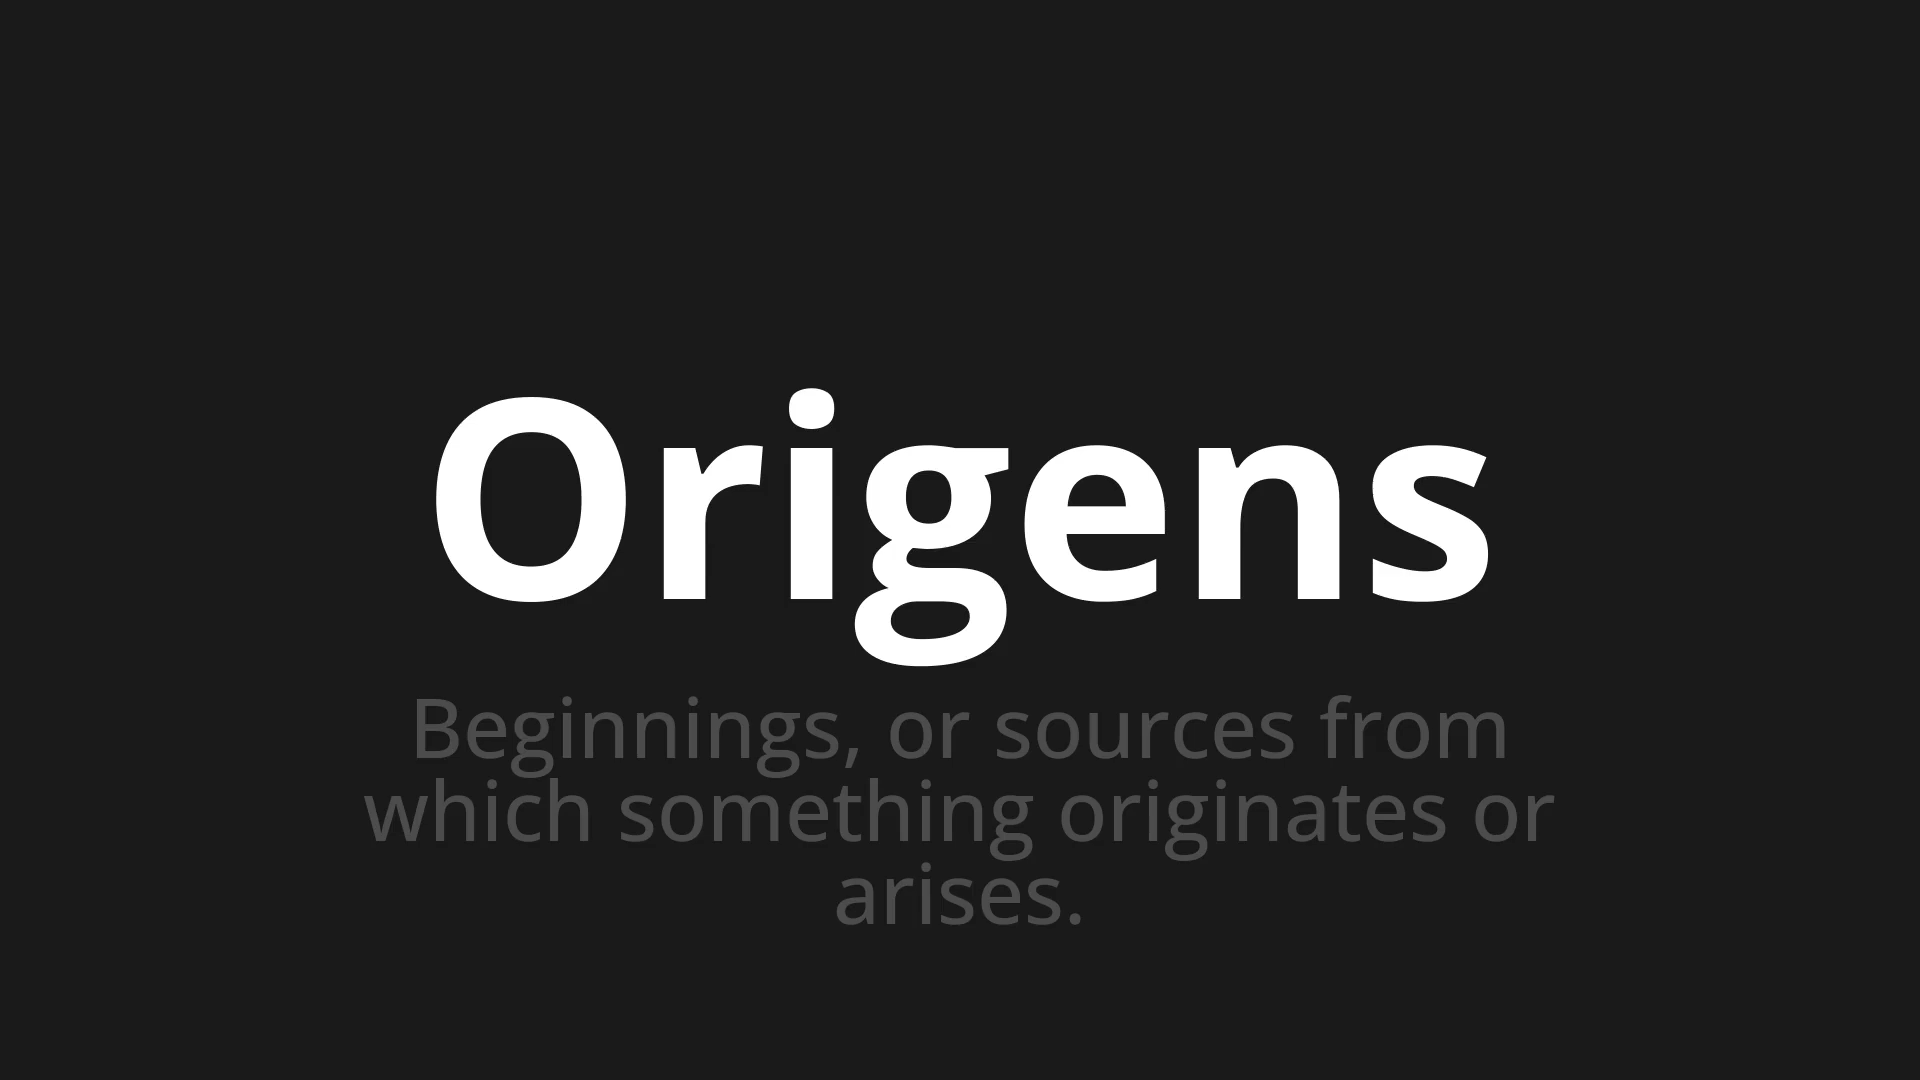 Origens
Beginnings, or sources from
which something originates or
arises.